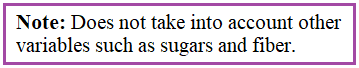 Note: Does not take into account other
variables such as sugars and fiber.